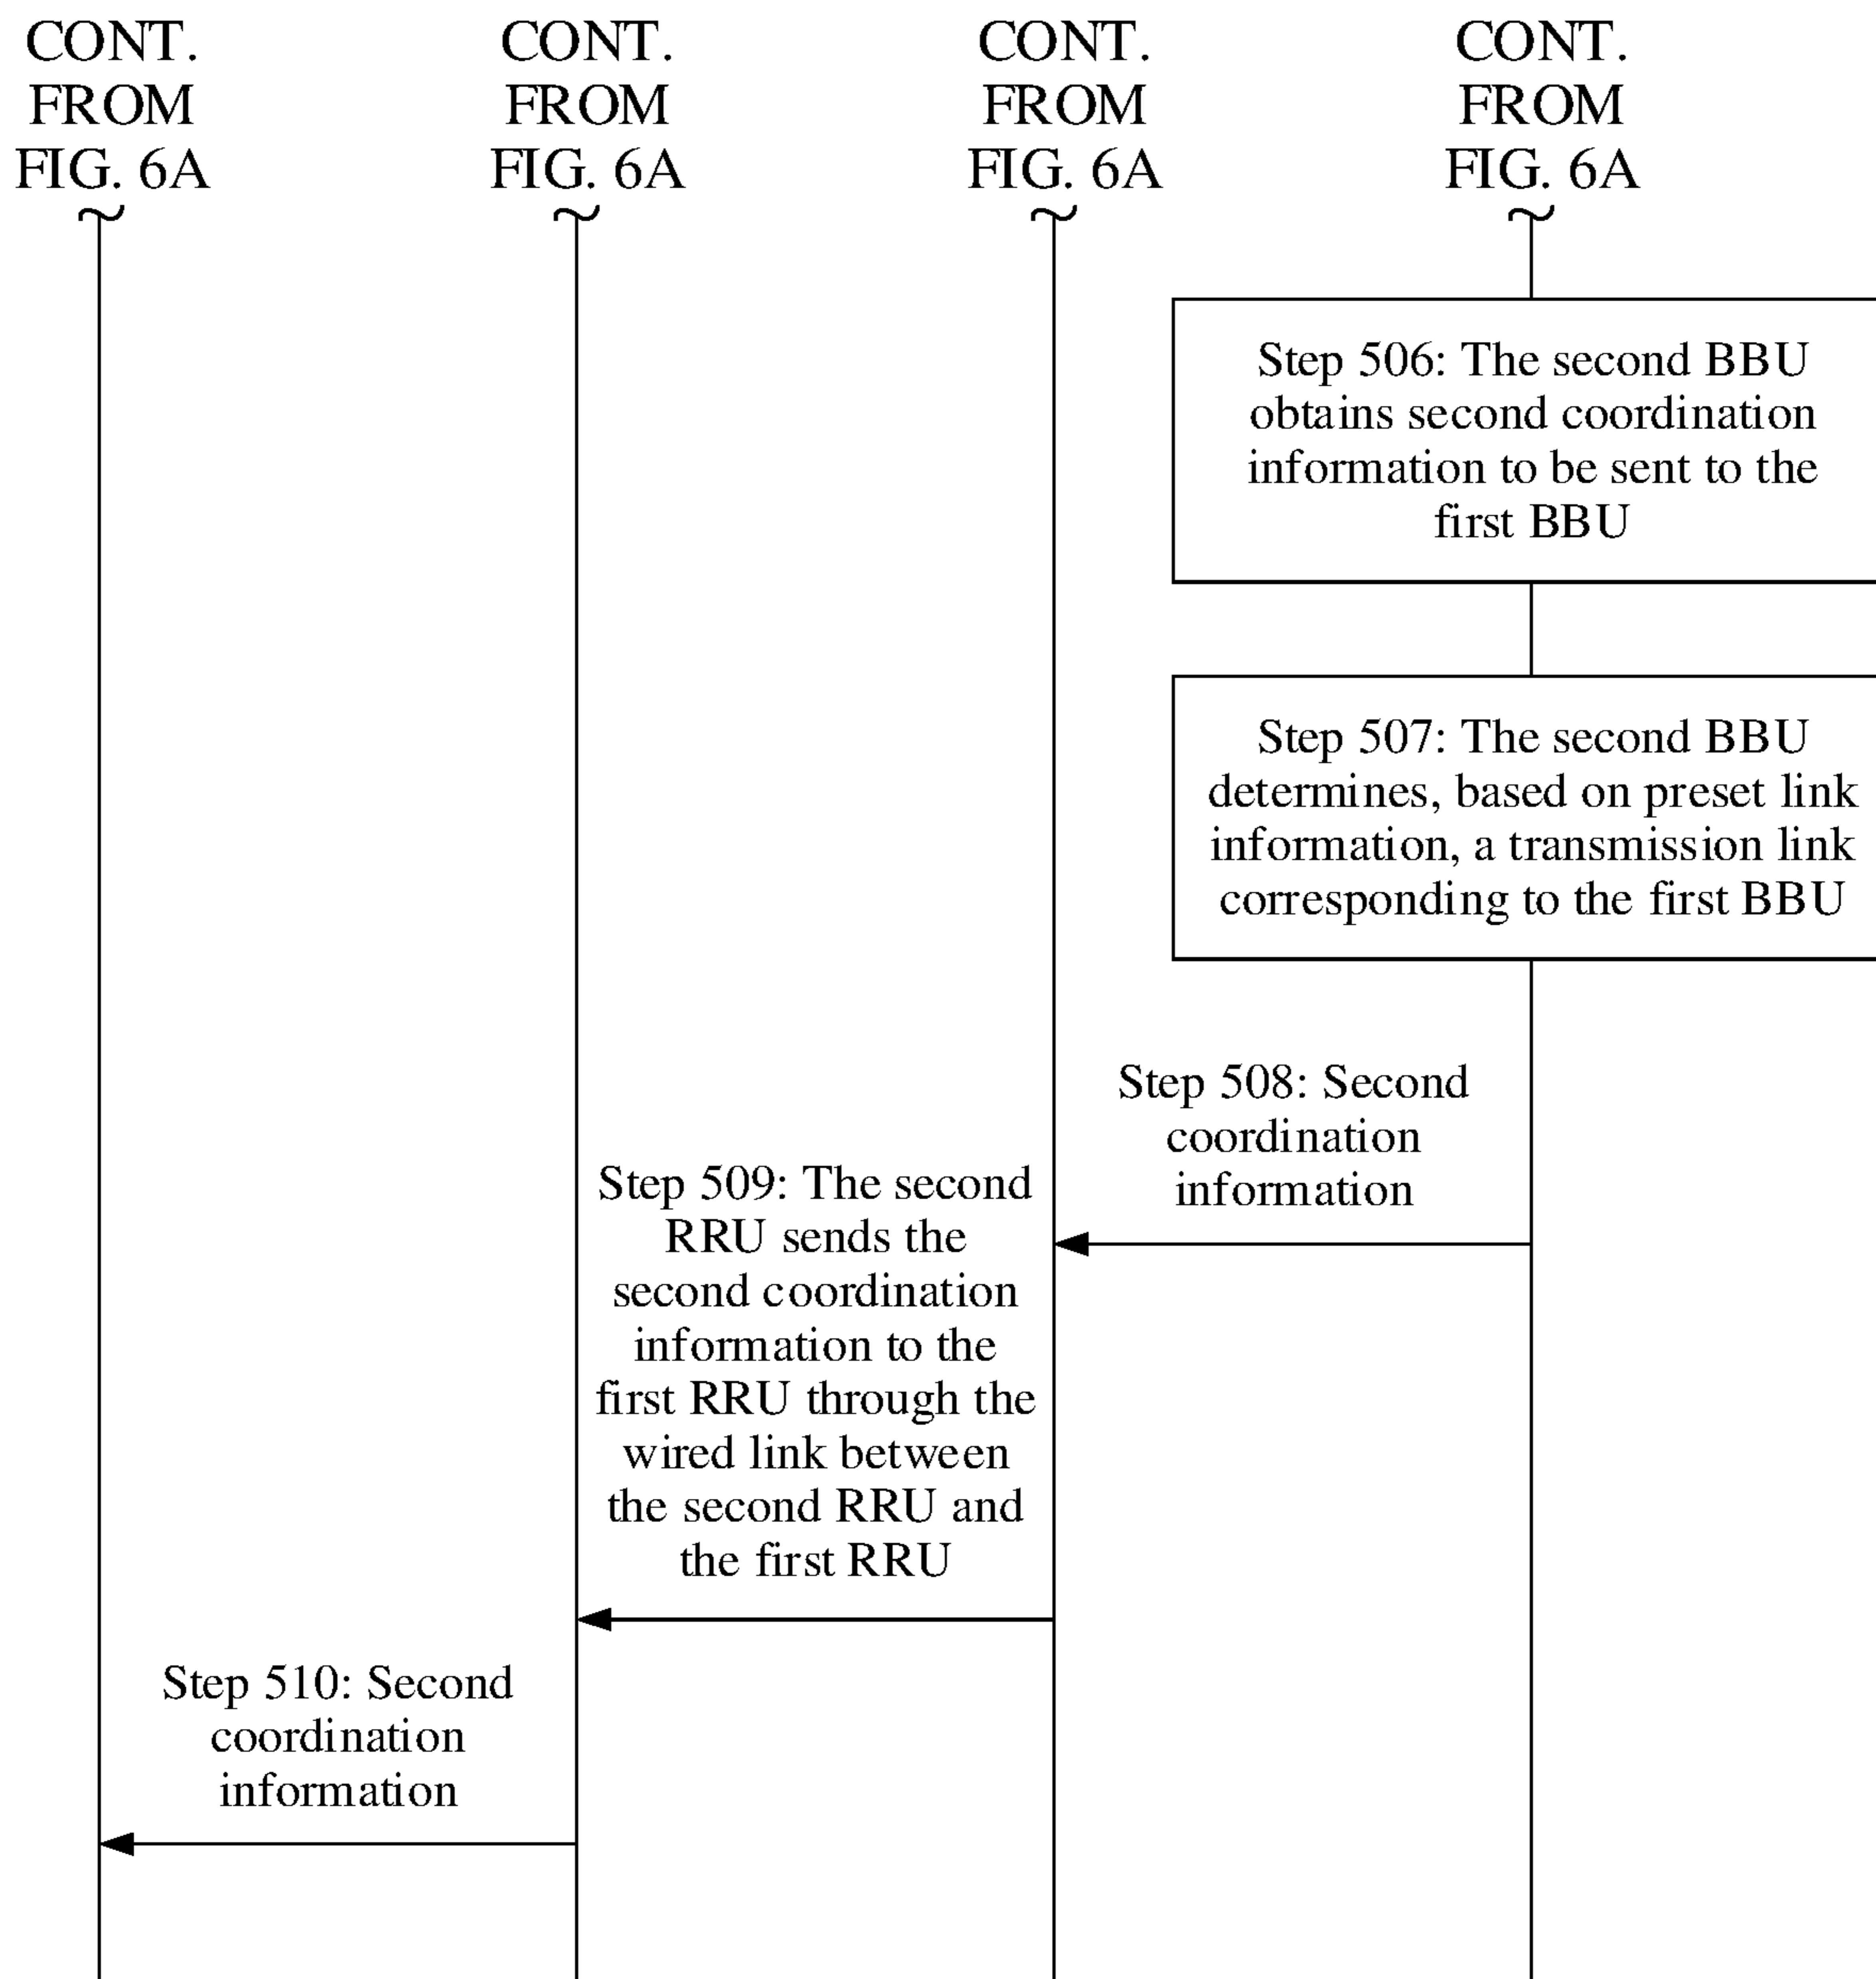 CONT.
FROM
FIG. 6A
CONT.
FROM
FIG. 6A
CONT.
FROM
FIG. 6A
CONT.
FROM
FIG. 6A
Step 506: The second BBU
obtains second coordination
information to be sent to the
first BBU
Step 507: The second BBU
determines, based on preset link
information, a transmission link
corresponding to the first BBU
Step 508: Second
coordination
information
Step 509: The second
RRU sends the
second coordination
information to the
first RRU through the
wired link between
the second RRU and
the first RRU
Step 510: Second
coordination
information